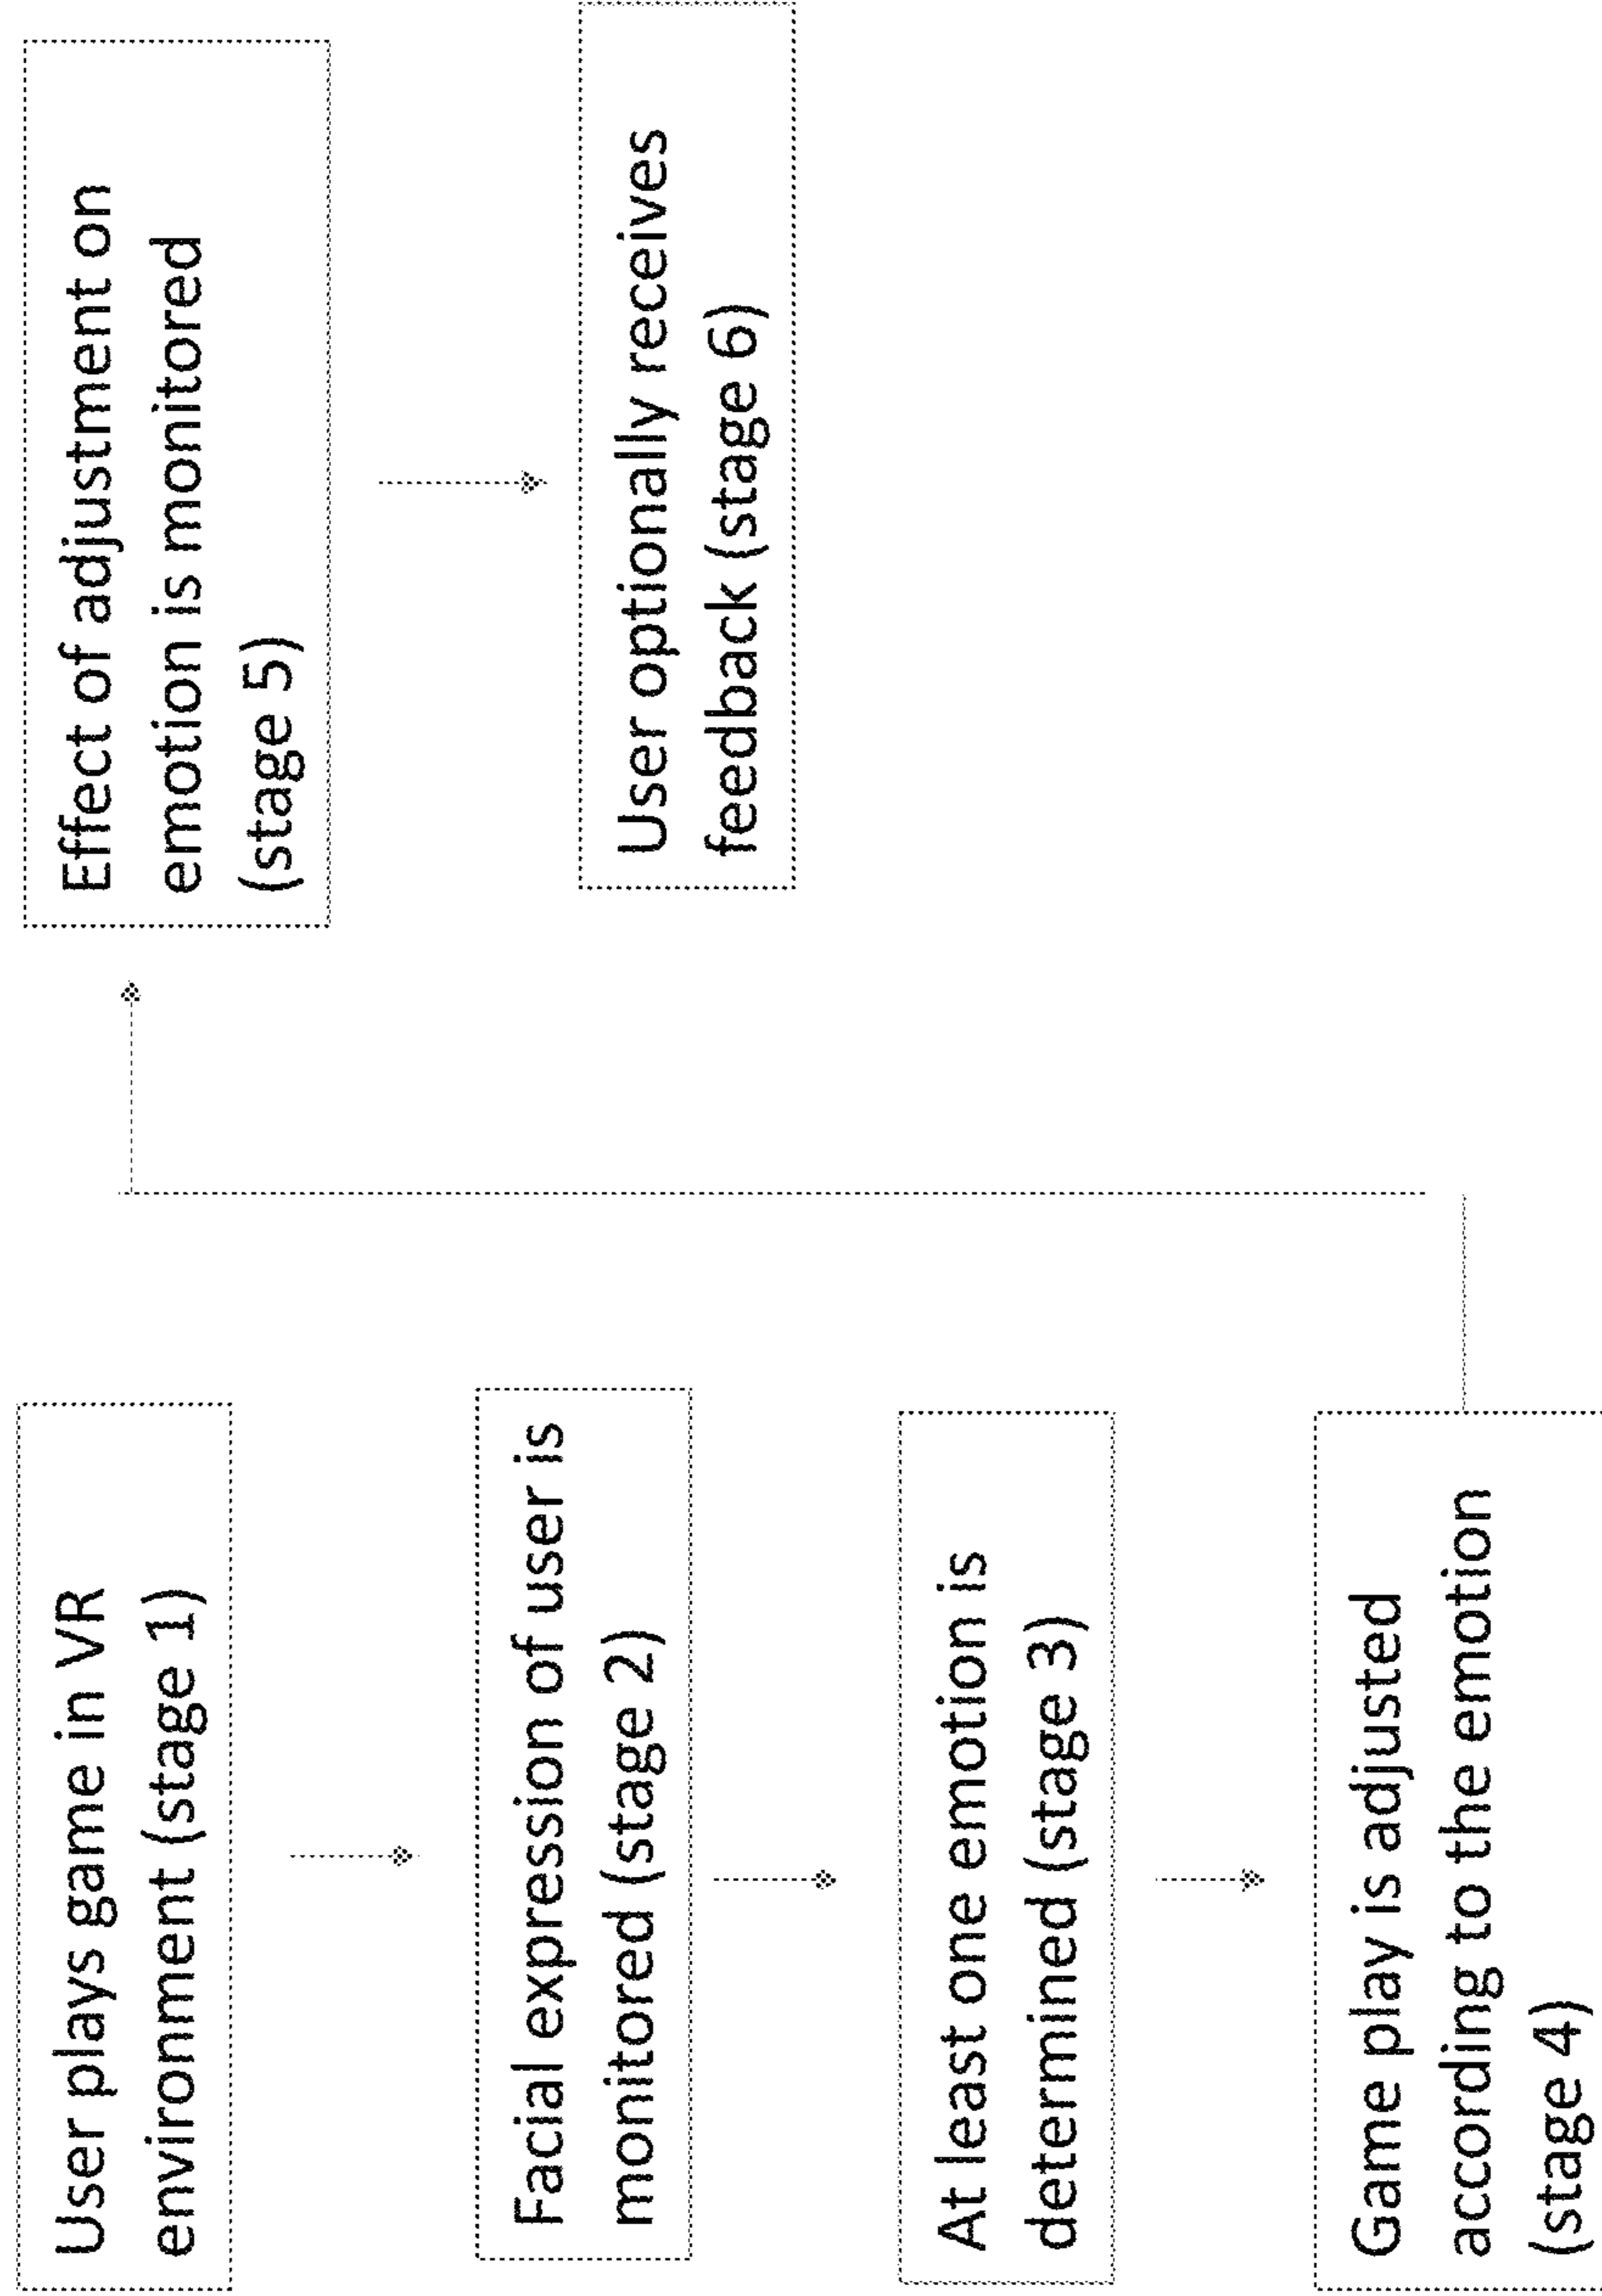 User plays game in VR
environment (stage 1)
Facial expression of user is
monitored (stage 2)
At least one emotion is
determined (stage 3)
Game play is adjusted
according to the emotion
(stage 4)
Effect of adjustment on
emotion is monitored
(stage 5)
User optionally receives
feedback (stage 6)